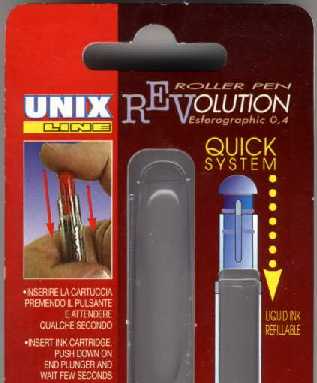 ROLLER PEN
REVOLUTION
Esferographic 0,4
UNIX
LINE
QUICK
SYSTEM
•INSERIRE LA CARTUCCIA
PREMENDO IL PULSANTE
E ATTENDERE
QUALCHE SECONDO
•INSERT INK CARTRIDGE,
PUSH DOWN ON
END PLUNGER AND
WAIT FEW SECONDS
LIQUID INK
REFILLABLE